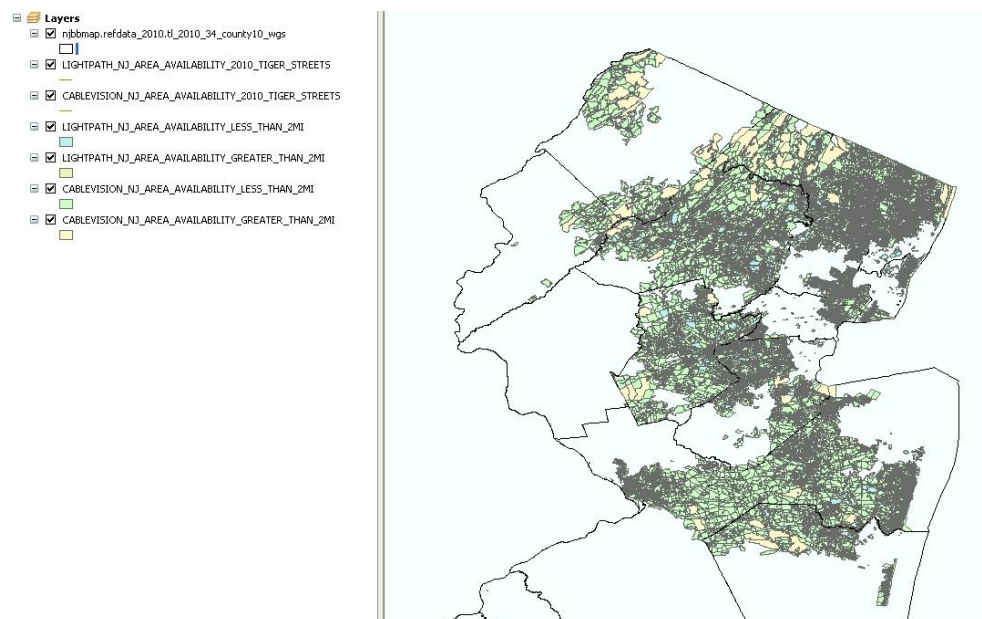 Layers
njbbmap.refdata_2010.tl_2010_34_county10_wgs
LIGHTPATH_NJ_AREA_AVAILABILITY_2010_TIGER_STREETS
CABLEVISION_NJ_AREA_AVAILABILITY_2010_TIGER_STREETS
LIGHTPATH_NJ_AREA_AVAILABILITY_LESS_THAN_2MI
LIGHTPATH_NJ_AREA_AVAILABILITY_GREATER_THAN_2MI
CABLEVISION_NJ_AREA_AVAILABILITY_LESS_THAN_2MI
CABLEVISION_NJ_AREA_AVAILABILITY_GREATER_THAN_2MI